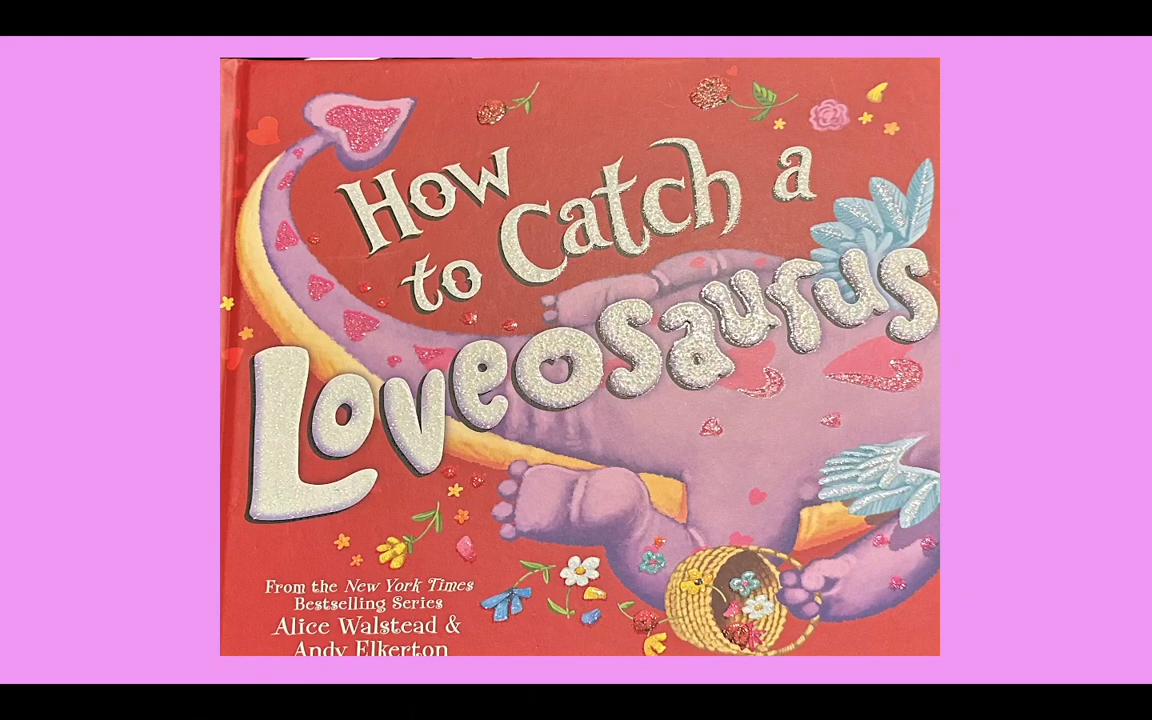 How
to Catch a
Loveosaurus
From the New York Times
Bestselling Series
Alice Walstead &
Andy Elkerton